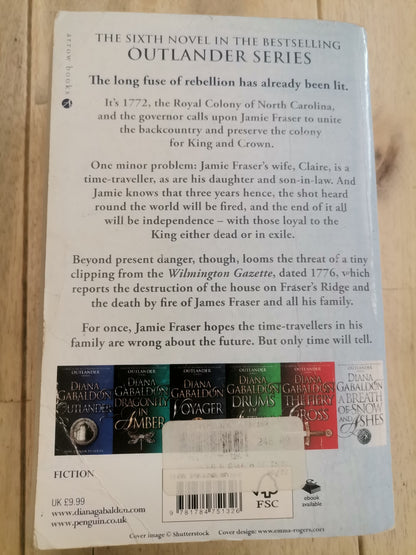 arrow books
THE SIXTH NOVEL IN THE BESTSELLING
OUTLANDER SERIES
The long fuse of rebellion has already been lit.
It's 1772, the Royal Colony of North Carolina,
and the governor calls upon Jamie Fraser to unite
the backcountry and preserve the colony
for King and Crown.
One minor problem: Jamie Fraser's wife, Claire, is a
time-traveller, as are his daughter and son-in-law. And
Jamie knows that three years hence, the shot heard
round the world will be fired, and the end of it all
will be independence – with those loyal to the
King either dead or in exile.
Beyond present danger, though, looms the threat of a tiny
clipping from the Wilmington Gazette, dated 1776, which
reports the destruction of the house on Fraser's Ridge and
the death by fire of James Fraser and all his family.
For once, Jamie Fraser hopes the time-travellers in his
family are wrong about the future. But only time will tell.
OUTLANDER
DIANA
GABALDON
OUTLANDER
OUTLANDER
DIANA
GABALDON
DRAGONFLY
IN
AMBER
OUTLANDER
DIANA
GABALDON
VOYAGER
OUTLANDER
DIANA
GABALDON
DRUMS
OF
OUTLANDER
DIANA
GABALDON
THE FIERY
CROSS
OUTLANDER
DIANA
GABALDON
A BREATH
OF SNOW
AND
ASHES
FICTION
UK £9.99
www.dianagabaldon.com
www.penguin.co.uk
9 781784 751326
FSC
ebook
available
Cover image © Shutterstock Cover design: www.emma-rogers.com